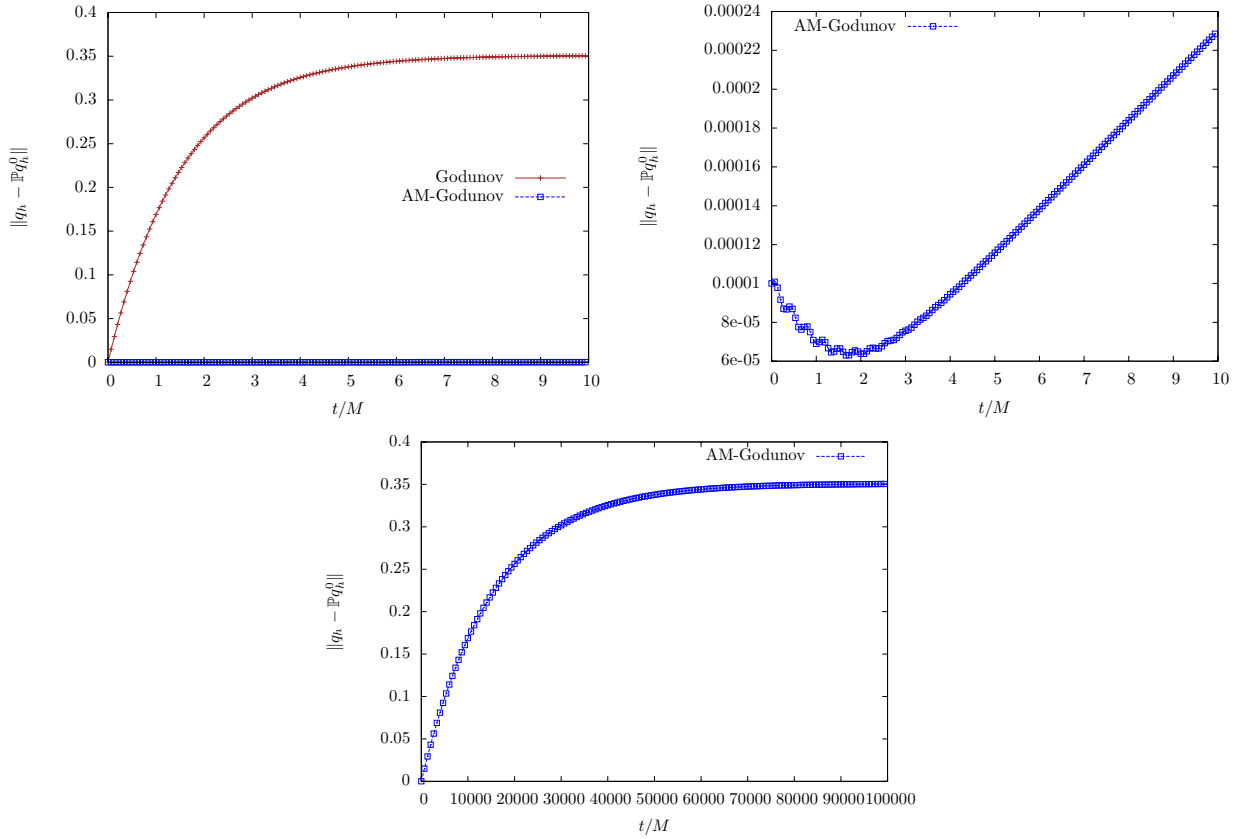 0.4
0.35
0.3
0.25
0.2
0.15
0.1
0.05
0
0 1 2 3 4 5 6 7 8 9 10
‖q_h − ℙq_h^0‖
t/M
Godunov
AM-Godunov
0.00024
0.00022
0.0002
0.00018
0.00016
0.00014
0.00012
0.0001
8e-05
6e-05
0 1 2 3 4 5 6 7 8 9 10
‖q_h − ℙq_h^0‖
t/M
AM-Godunov
0.4
0.35
0.3
0.25
0.2
0.15
0.1
0.05
0
0 10000 20000 30000 40000 50000 60000 70000 80000 90000 100000
‖q_h − ℙq_h^0‖
t/M
AM-Godunov